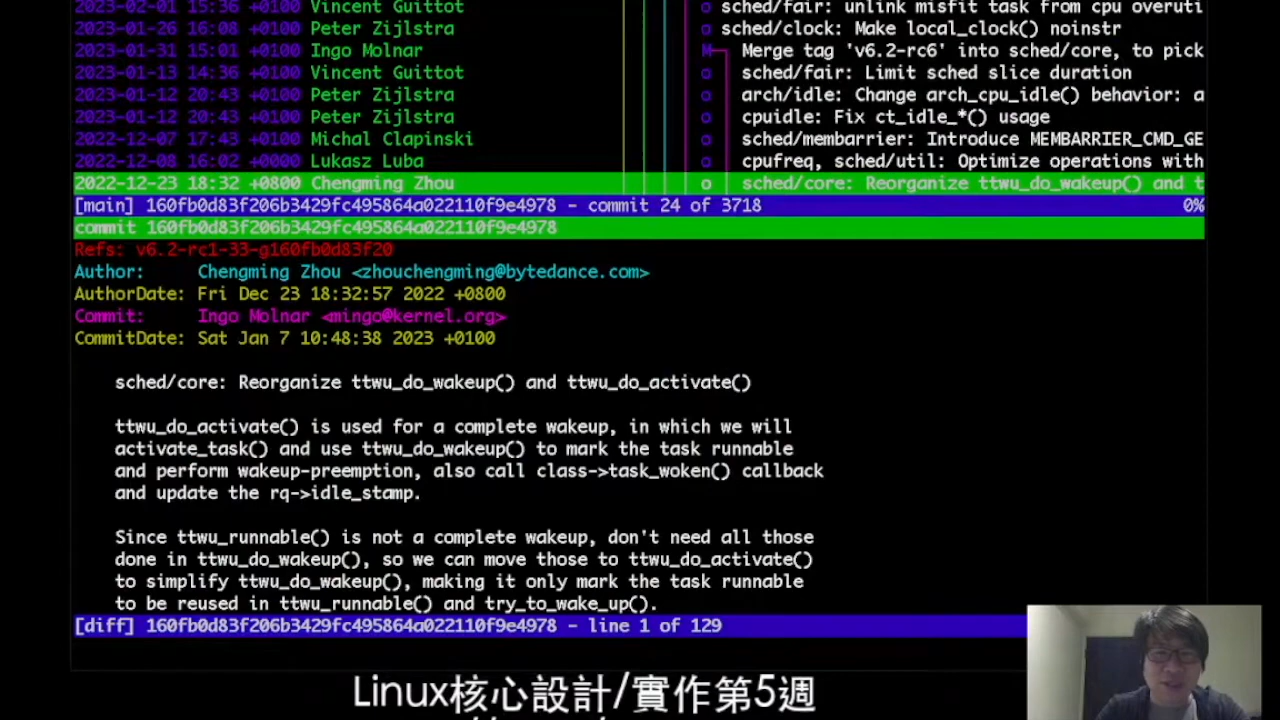 2023-02-01 15:36 +0100 Vincent Guittot o sched/fair: unlink misfit task from cpu overuti
2023-01-26 16:08 +0100 Peter Zijlstra o sched/clock: Make local_clock() noinstr
2023-01-31 15:01 +0100 Ingo Molnar M Merge tag 'v6.2-rc6' into sched/core, to pick
2023-01-13 14:36 +0100 Vincent Guittot o sched/fair: Limit sched slice duration
2023-01-12 20:43 +0100 Peter Zijlstra o arch/idle: Change arch_cpu_idle() behavior: a
2023-01-12 20:43 +0100 Peter Zijlstra o cpuidle: Fix ct_idle_*() usage
2022-12-07 17:43 +0100 Michal Clapinski o sched/membarrier: Introduce MEMBARRIER_CMD_GE
2022-12-08 16:02 +0000 Lukasz Luba o cpufreq, sched/util: Optimize operations with
2022-12-23 18:32 +0800 Chengming Zhou o sched/core: Reorganize ttwu_do_wakeup() and t
[main] 160fb0d83f206b3429fc495864a022110f9e4978 - commit 24 of 3718 0%
commit 160fb0d83f206b3429fc495864a022110f9e4978
Refs: v6.2-rc1-33-g160fb0d83f20
Author: Chengming Zhou <zhouchengming@bytedance.com>
AuthorDate: Fri Dec 23 18:32:57 2022 +0800
Commit: Ingo Molnar <mingo@kernel.org>
CommitDate: Sat Jan 7 10:48:38 2023 +0100
sched/core: Reorganize ttwu_do_wakeup() and ttwu_do_activate()
ttwu_do_activate() is used for a complete wakeup, in which we will
activate_task() and use ttwu_do_wakeup() to mark the task runnable
and perform wakeup-preemption, also call class->task_woken() callback
and update the rq->idle_stamp.
Since ttwu_runnable() is not a complete wakeup, don't need all those
done in ttwu_do_wakeup(), so we can move those to ttwu_do_activate()
to simplify ttwu_do_wakeup(), making it only mark the task runnable
to be reused in ttwu_runnable() and try_to_wake_up().
[diff] 160fb0d83f206b3429fc495864a022110f9e4978 - line 1 of 129
Linux核心設計/實作第5週